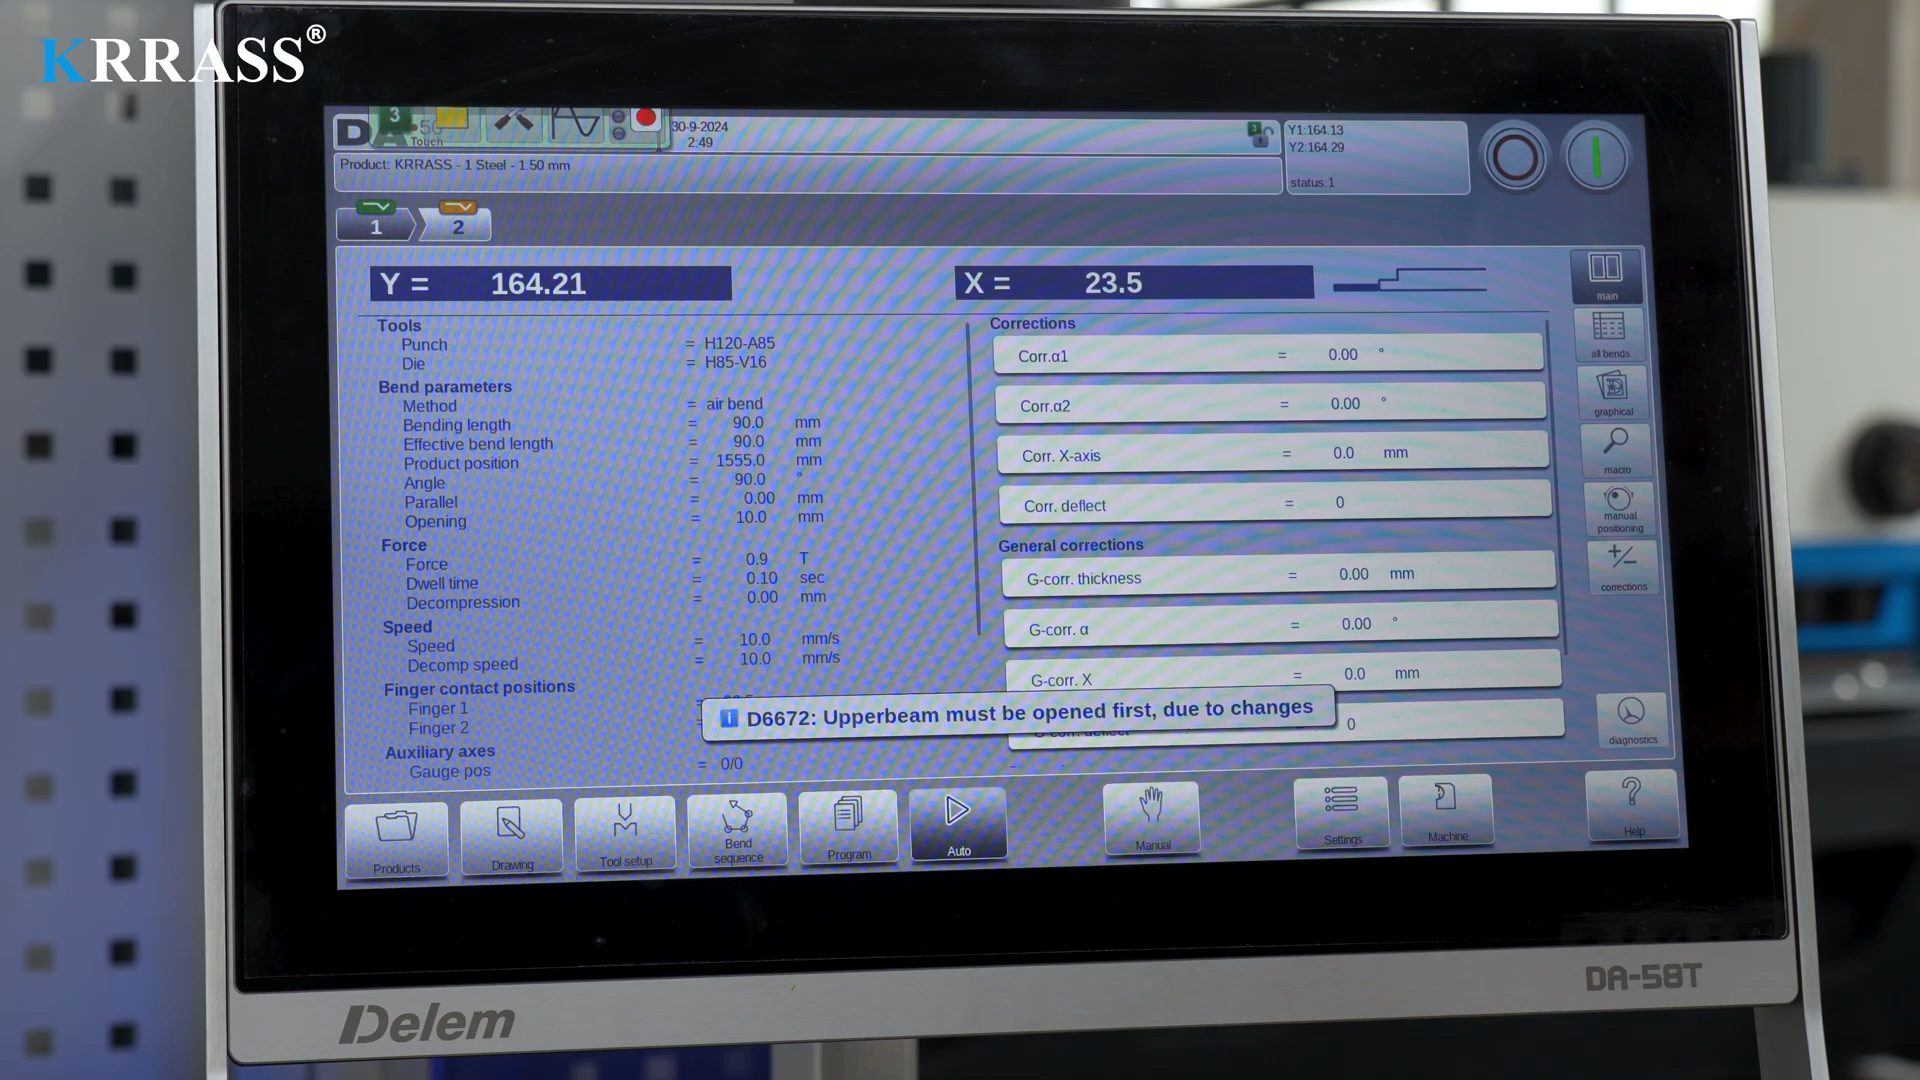 KRRASS®
3
Touch
30-9-2024
2:49
3
Y1:164.13
Y2:164.29
status:1
Product: KRRASS - 1 Steel - 1.50 mm
1
2
Y = 164.21
X = 23.5
main
Tools
Punch = H120-A85
Die = H85-V16
Bend parameters
Method = air bend
Bending length = 90.0 mm
Effective bend length = 90.0 mm
Product position = 1555.0 mm
Angle = 90.0 °
Parallel = 0.00 mm
Opening = 10.0 mm
Force
Force = 0.9 T
Dwell time = 0.10 sec
Decompression = 0.00 mm
Speed
Speed = 10.0 mm/s
Decomp speed = 10.0 mm/s
Finger contact positions
Finger 1 =
Finger 2 =
Auxiliary axes
Gauge pos = 0/0
Corrections
Corr.α1 = 0.00 °
Corr.α2 = 0.00 °
Corr. X-axis = 0.0 mm
Corr. deflect = 0
General corrections
G-corr. thickness = 0.00 mm
G-corr. α = 0.00 °
G-corr. X = 0.0 mm
G-corr. deflect 0
i D6672: Upperbeam must be opened first, due to changes
all bends
graphical
macro
manual
positioning
corrections
diagnostics
Products
Drawing
Tool setup
Bend
sequence
Program
Auto
Manual
Settings
Machine
Help
Delem
DA-58T